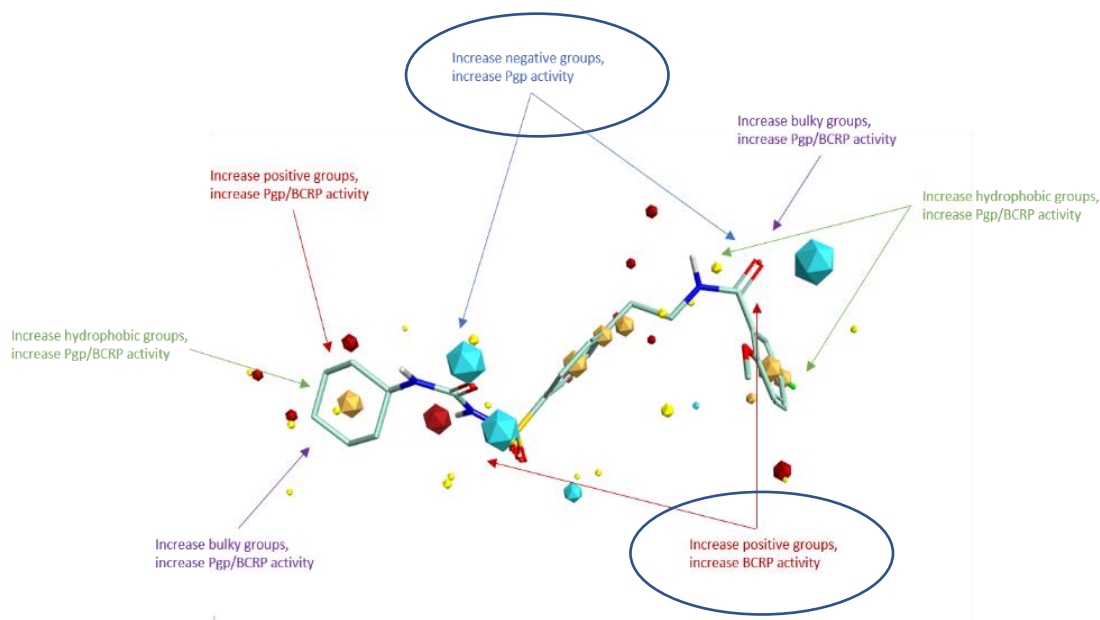 Increase negative groups,
increase Pgp activity
Increase bulky groups,
increase Pgp/BCRP activity
Increase positive groups,
increase Pgp/BCRP activity
Increase hydrophobic groups,
increase Pgp/BCRP activity
Increase hydrophobic groups,
increase Pgp/BCRP activity
Increase bulky groups,
increase Pgp/BCRP activity
Increase positive groups,
increase BCRP activity